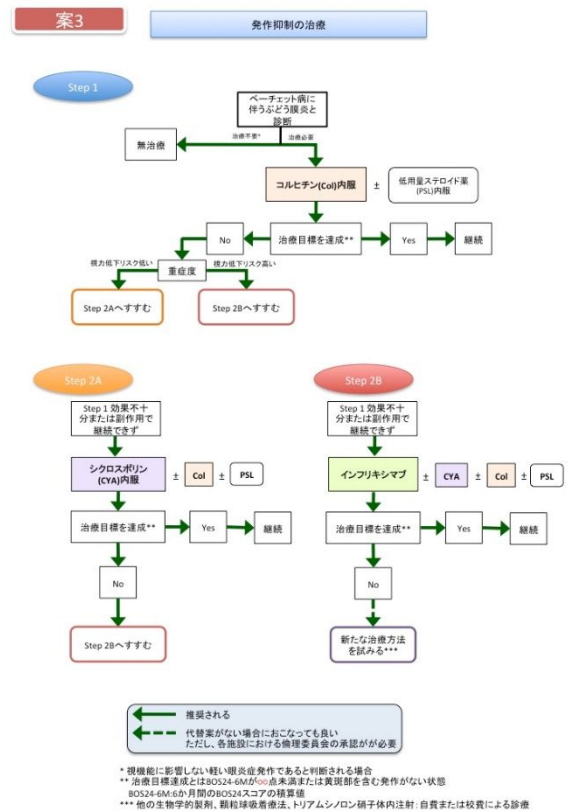 案3
発作抑制の治療
Step 1
ベーチェット病に
伴うぶどう膜炎と
診断
治療不要*
治療必要
無治療
コルヒチン(Col)内服
±
低用量ステロイド薬
(PSL)内服
No
治療目標を達成**
Yes
継続
視力低下リスク低い
重症度
視力低下リスク高い
Step 2Aへすすむ
Step 2Bへすすむ
Step 2A
Step 1 効果不十
分または副作用で
継続できず
シクロスポリン
(CYA)内服
±
Col
±
PSL
治療目標を達成**
Yes
継続
No
Step 2Bへすすむ
Step 2B
Step 1 効果不十
分または副作用で
継続できず
インフリキシマブ
±
CYA
±
Col
±
PSL
治療目標を達成**
Yes
継続
No
新たな治療方法
を試みる***
推奨される
代替案がない場合におこなっても良い
ただし、各施設における倫理委員会の承認がが必要
* 視機能に影響しない軽い眼炎症発作であると判断される場合
** 治療目標達成とはBOS24-6Mが○○点未満または黄斑部を含む発作がない状態
BOS24-6M:6か月間のBOS24スコアの積算値
*** 他の生物学的製剤、顆粒球吸着療法、トリアムシノロン硝子体内注射:自費または校費による診療